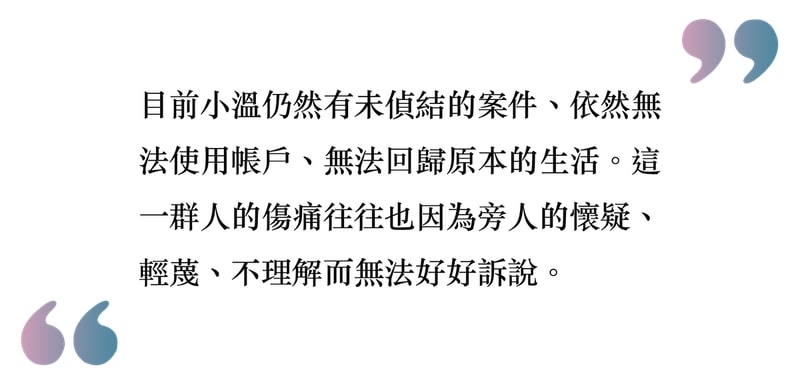 目前小溫仍然有未偵結的案件、依然無
法使用帳戶、無法回歸原本的生活。這
一群人的傷痛往往也因為旁人的懷疑、
輕蔑、不理解而無法好好訴說。